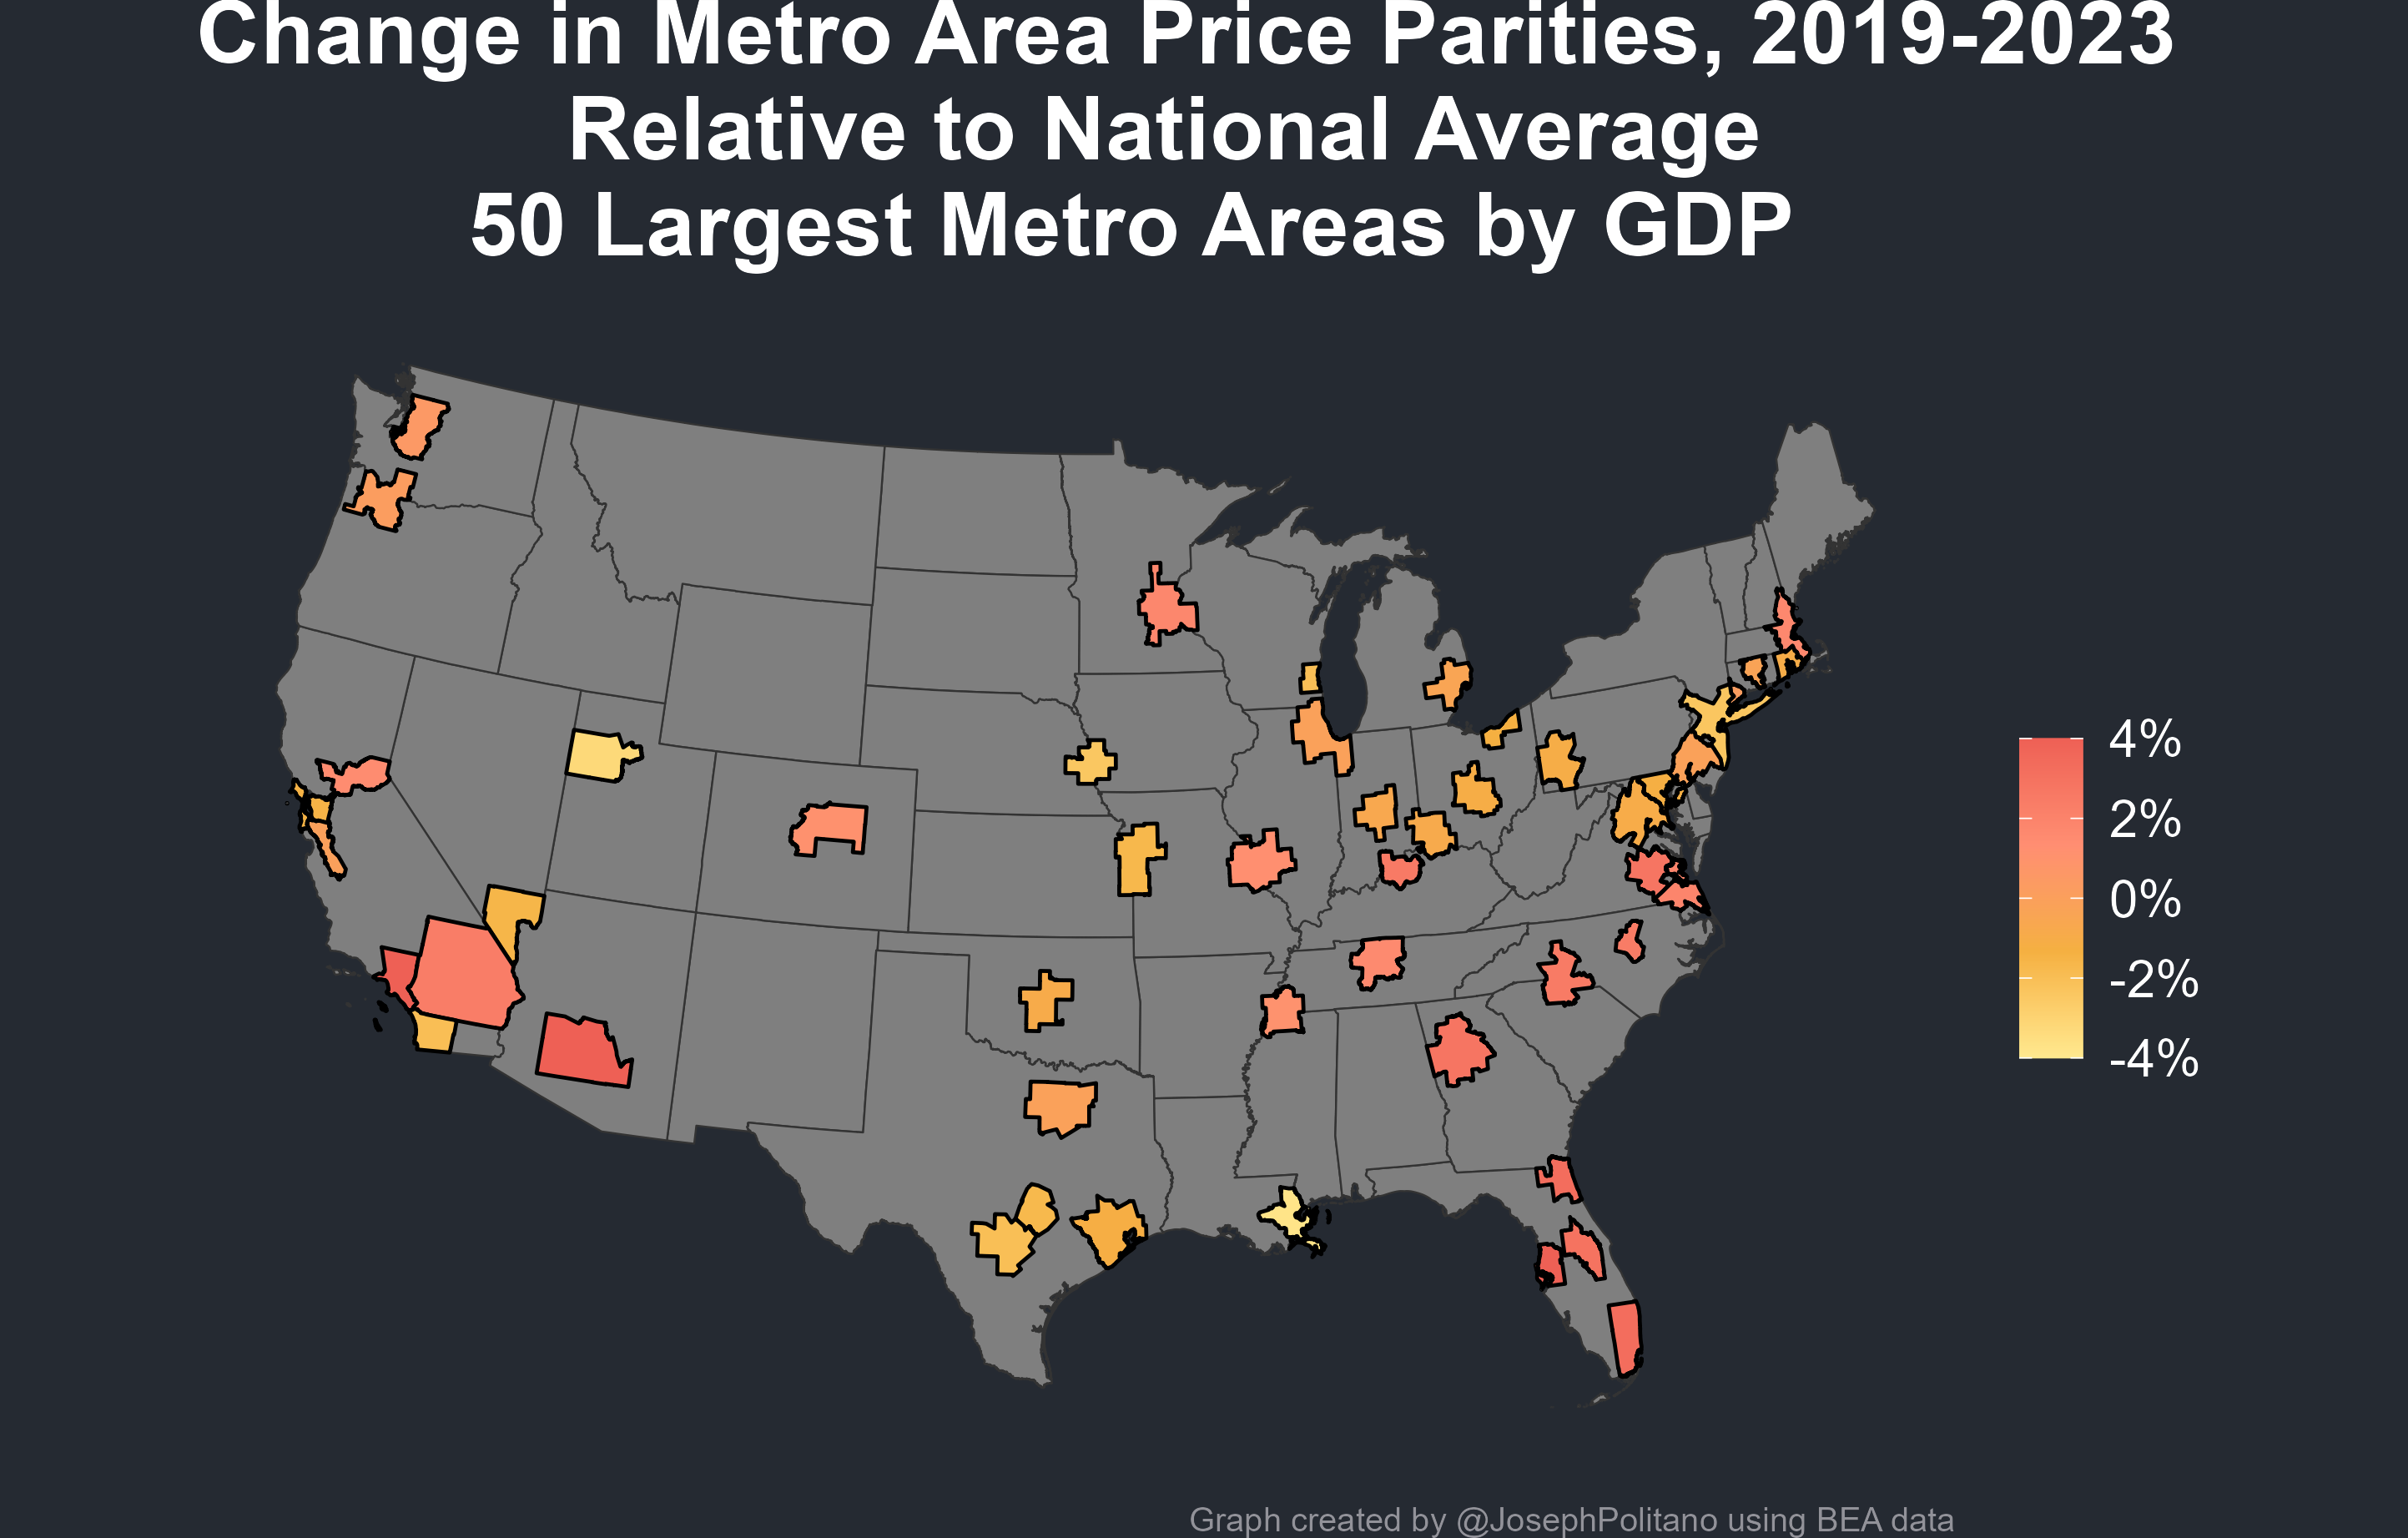 Change in Metro Area Price Parities, 2019-2023
Relative to National Average
50 Largest Metro Areas by GDP
4%
2%
0%
-2%
-4%
Graph created by @JosephPolitano using BEA data